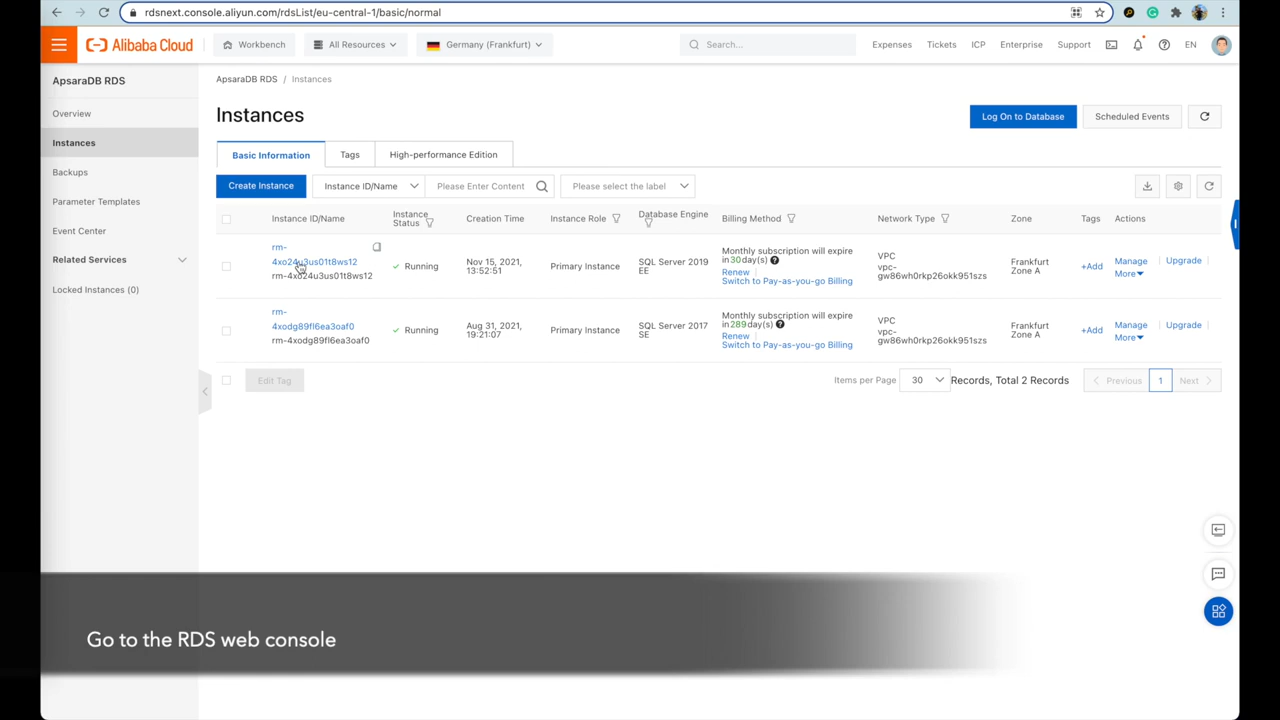 rdsnext.console.aliyun.com/rdsList/eu-central-1/basic/normal
Alibaba Cloud Workbench All Resources Germany (Frankfurt) Search... Expenses Tickets ICP Enterprise Support EN
ApsaraDB RDS
Overview
Instances
Backups
Parameter Templates
Event Center
Related Services
Locked Instances (0)
ApsaraDB RDS / Instances
Instances
Log On to Database Scheduled Events
Basic Information Tags High-performance Edition
Create Instance Instance ID/Name Please Enter Content Please select the label
Instance ID/Name Instance Status Creation Time Instance Role Database Engine Billing Method Network Type Zone Tags Actions
rm-
4xo24u3us01t8ws12
rm-4xo24u3us01t8ws12
Running
Nov 15, 2021,
13:52:51
Primary Instance
SQL Server 2019
EE
Monthly subscription will expire
in30day(s)
Renew
Switch to Pay-as-you-go Billing
VPC
vpc-
gw86wh0rkp26okk951szs
Frankfurt
Zone A
+Add
Manage Upgrade
More
rm-
4xodg89fl6ea3oaf0
rm-4xodg89fl6ea3oaf0
Running
Aug 31, 2021,
19:21:07
Primary Instance
SQL Server 2017
SE
Monthly subscription will expire
in289day(s)
Renew
Switch to Pay-as-you-go Billing
VPC
vpc-
gw86wh0rkp26okk951szs
Frankfurt
Zone A
+Add
Manage Upgrade
More
Edit Tag Items per Page 30 Records, Total 2 Records Previous 1 Next
Go to the RDS web console